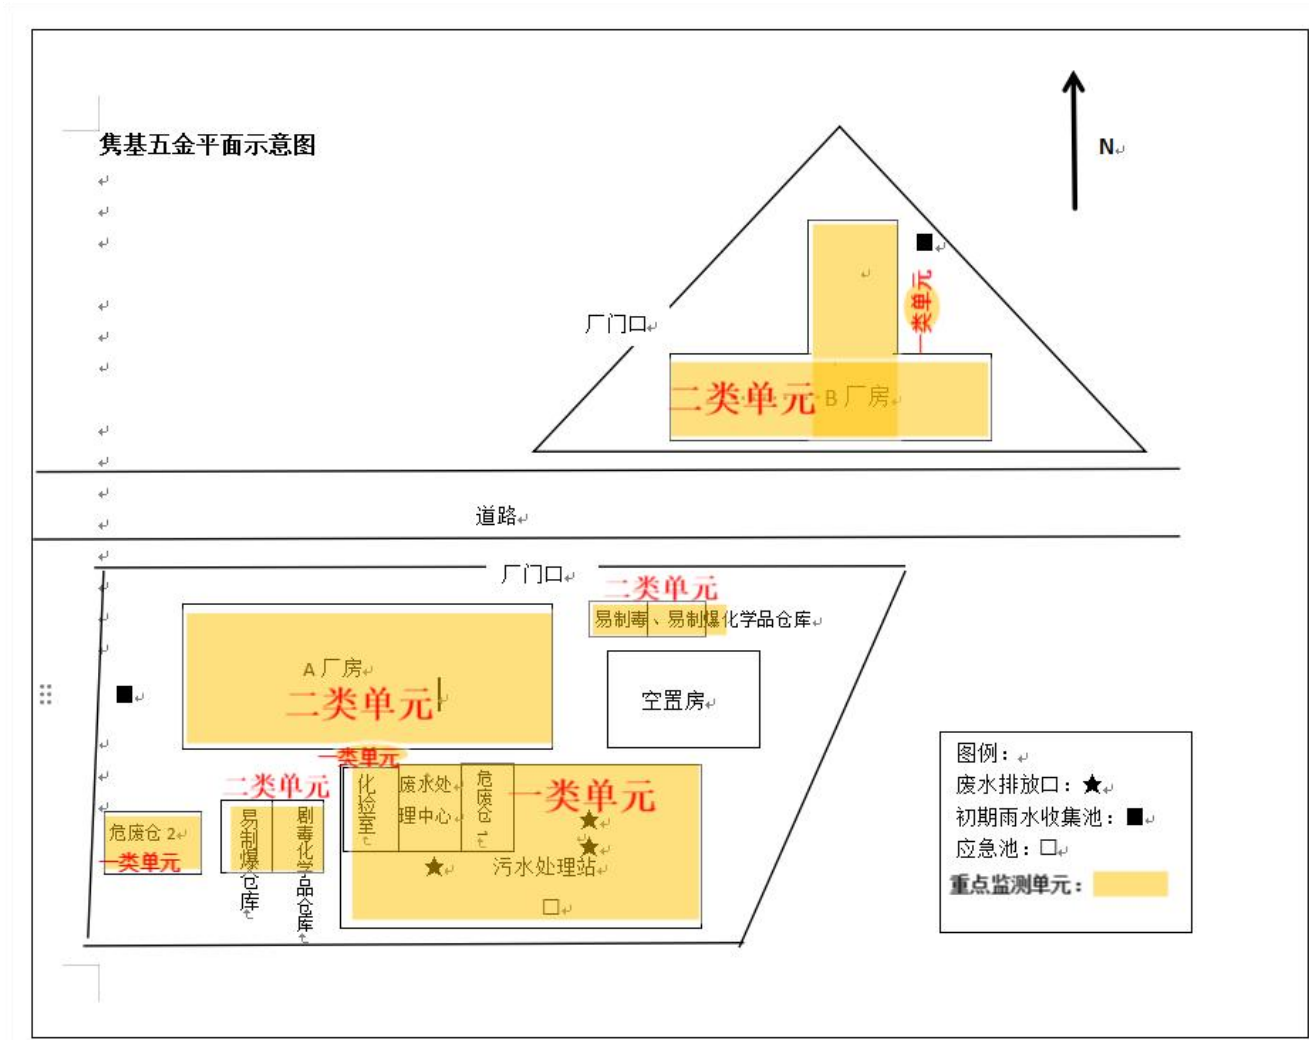 隽基五金平面示意图
N
厂门口
一类单元
二类单元
B 厂房
道路
厂门口
二类单元
易制毒、易制爆化学品仓库
A 厂房
二类单元
空置房
一类单元
二类单元
化验室
废水处
理中心
危废仓 1
一类单元
危废仓 2
一类单元
易制爆仓库
剧毒化学品仓库
污水处理站
图例：
废水排放口：★
初期雨水收集池：■
应急池：□
重点监测单元：